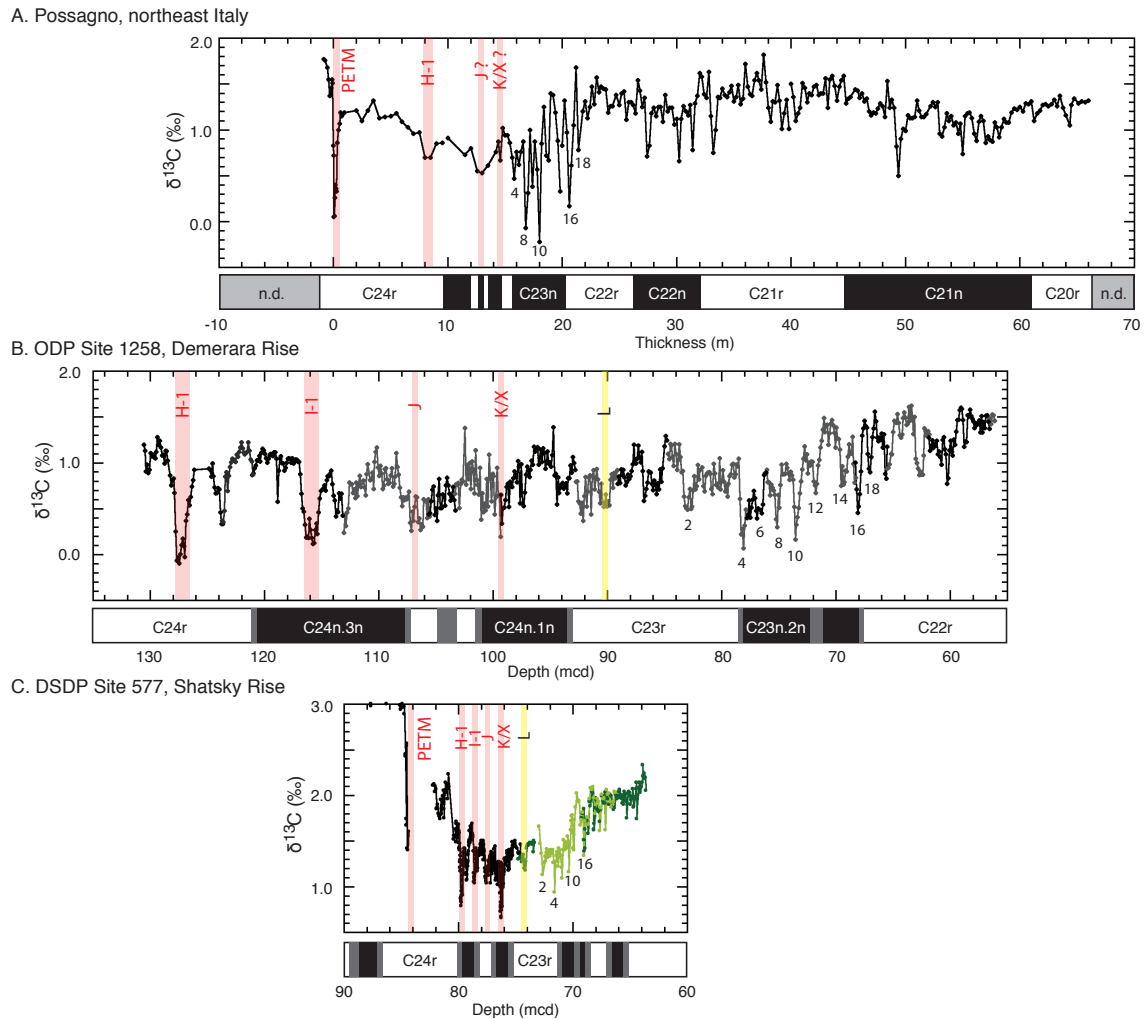 A. Possagno, northeast Italy
2.0
1.0
0.0
δ13C (‰)
PETM
H-1
J ?
K/X ?
4
8
10
16
18
n.d.
C24r
C23n
C22r
C22n
C21r
C21n
C20r
n.d.
-10
0
10
20
30
40
50
60
70
Thickness (m)
B. ODP Site 1258, Demerara Rise
2.0
1.0
0.0
δ13C (‰)
H-1
I-1
J
K/X
L
2
4
6
8
10
12
14
16
18
C24r
C24n.3n
C24n.1n
C23r
C23n.2n
C22r
130
120
110
100
90
80
70
60
Depth (mcd)
C. DSDP Site 577, Shatsky Rise
3.0
2.0
1.0
δ13C (‰)
PETM
H-1
I-1
J
K/X
L
2
4
10
16
C24r
C23r
90
80
70
60
Depth (mcd)